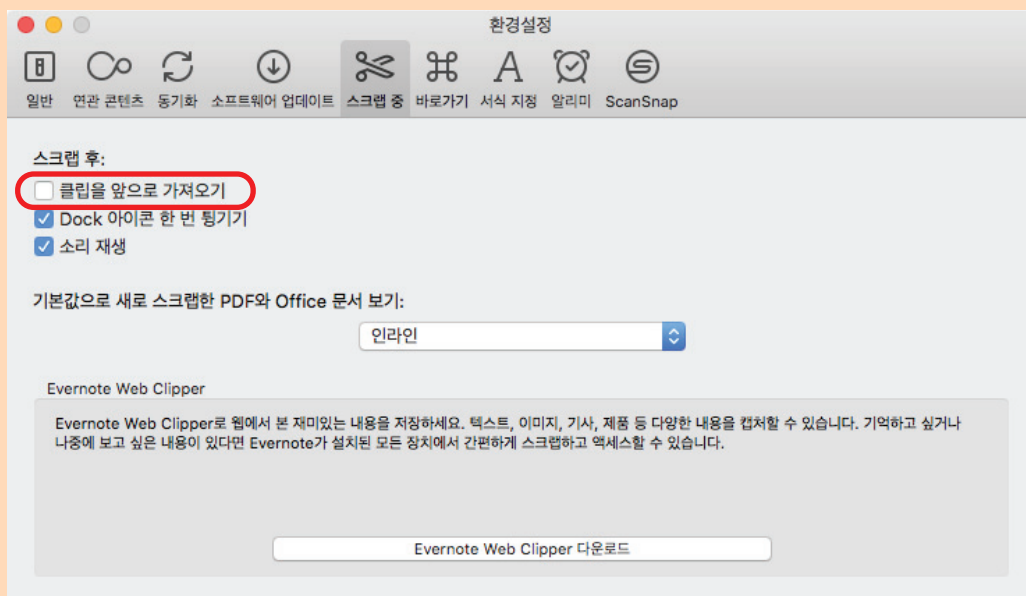 환경설정
일반 연관 콘텐츠 동기화 소프트웨어 업데이트 스크랩 중 바로가기 서식 지정 알리미 ScanSnap
스크랩 후:
클립을 앞으로 가져오기
Dock 아이콘 한 번 튕기기
소리 재생
기본값으로 새로 스크랩한 PDF와 Office 문서 보기:
인라인
Evernote Web Clipper
Evernote Web Clipper로 웹에서 본 재미있는 내용을 저장하세요. 텍스트, 이미지, 기사, 제품 등 다양한 내용을 캡처할 수 있습니다. 기억하고 싶거나
나중에 보고 싶은 내용이 있다면 Evernote가 설치된 모든 장치에서 간편하게 스크랩하고 액세스할 수 있습니다.
Evernote Web Clipper 다운로드